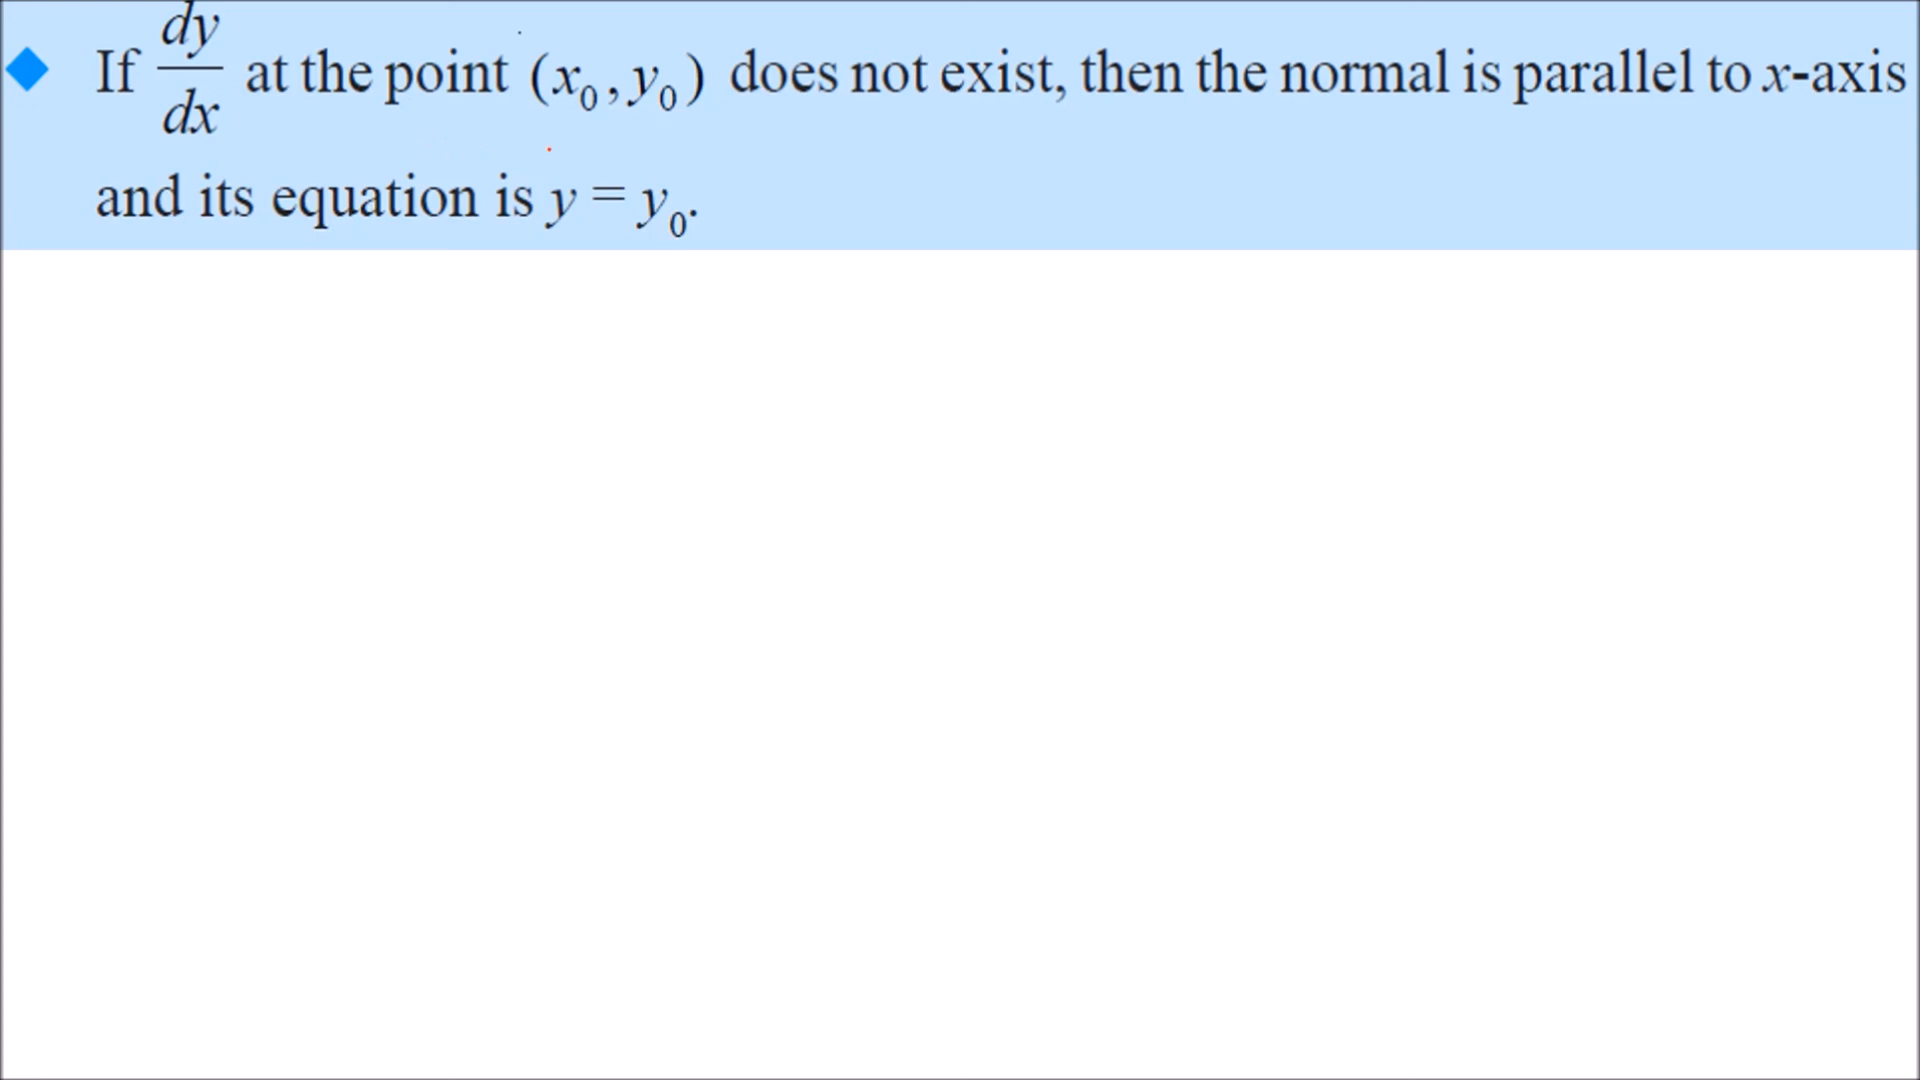 If dy/dx at the point (x₀, y₀) does not exist, then the normal is parallel to x-axis
and its equation is y = y₀.